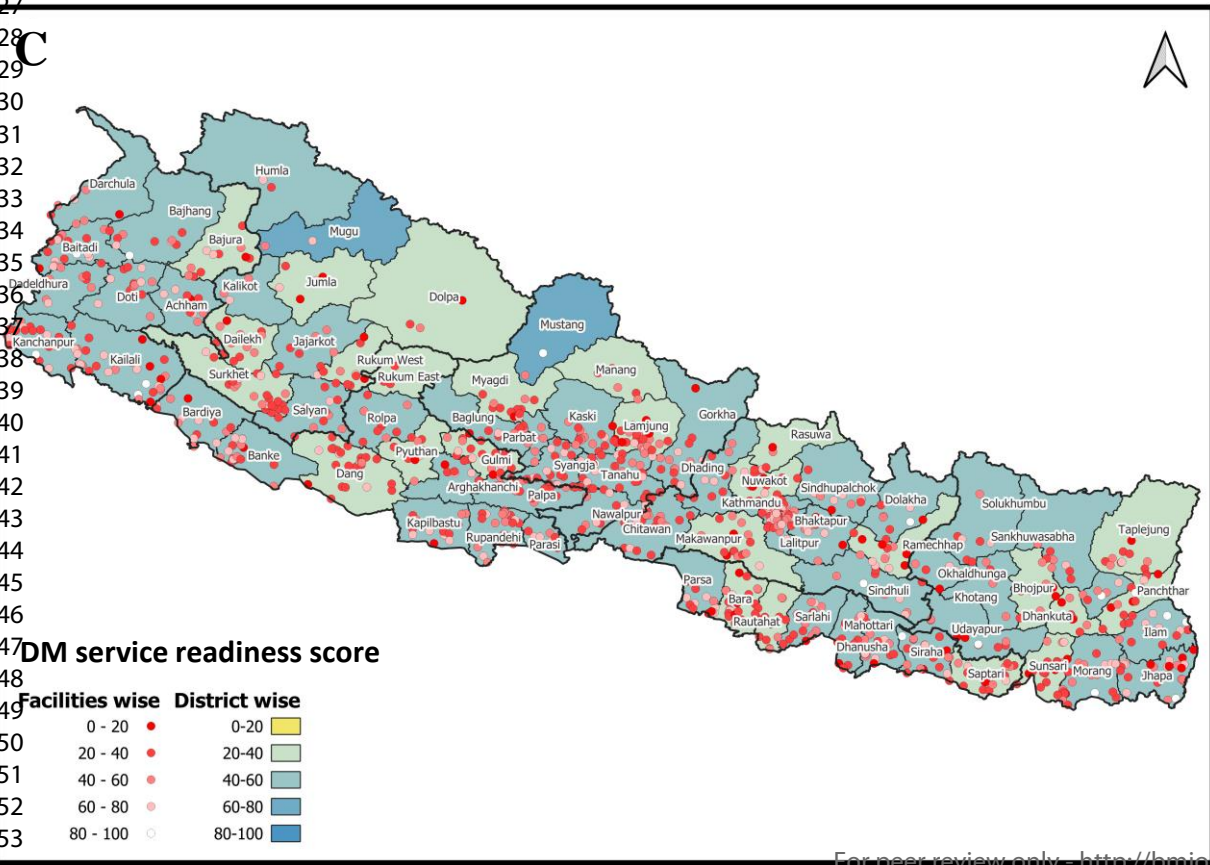 27
28
C
29
30
31
32
Humla
33
Darchula
Bajhang
34
Mugu
Baitadi
Bajura
35
Dadeldhura
Kalikot
Jumla
36
Doti
Achham
Dolpa
Mustang
37
Kanchanpur
Dailekh
Jajarkot
38
Kailali
Rukum West
Manang
Surkhet
Rukum East
39
Myagdi
Bardiya
Salyan
Rolpa
Baglung
Kaski
Gorkha
40
Lamjung
Parbat
Rasuwa
41
Banke
Pyuthan
Gulmi
Syangja
Dhading
Dang
Tanahu
Nuwakot
42
Arghakhanchi
Palpa
Sindhupalchok
Dolakha
Kathmandu
Solukhumbu
43
Kapilbastu
Nawalpur
Bhaktapur
Chitawan
Taplejung
Rupandehi
Parasi
Makawanpur
Lalitpur
Sankhuwasabha
44
Ramechhap
Okhaldhunga
45
Parsa
Sindhuli
Bhojpur
Panchthar
Bara
Khotang
46
Rautahat
Sarlahi
Dhankuta
Mahottari
Udayapur
Ilam
47
DM service readiness score
Dhanusha
Siraha
Sunsari
Morang
Saptari
Jhapa
48
Facilities wise District wise
49
0 - 20 0-20
50
20 - 40 20-40
51
40 - 60 40-60
52
60 - 80 60-80
53
80 - 100 80-100
For peer review only - http://bmjo